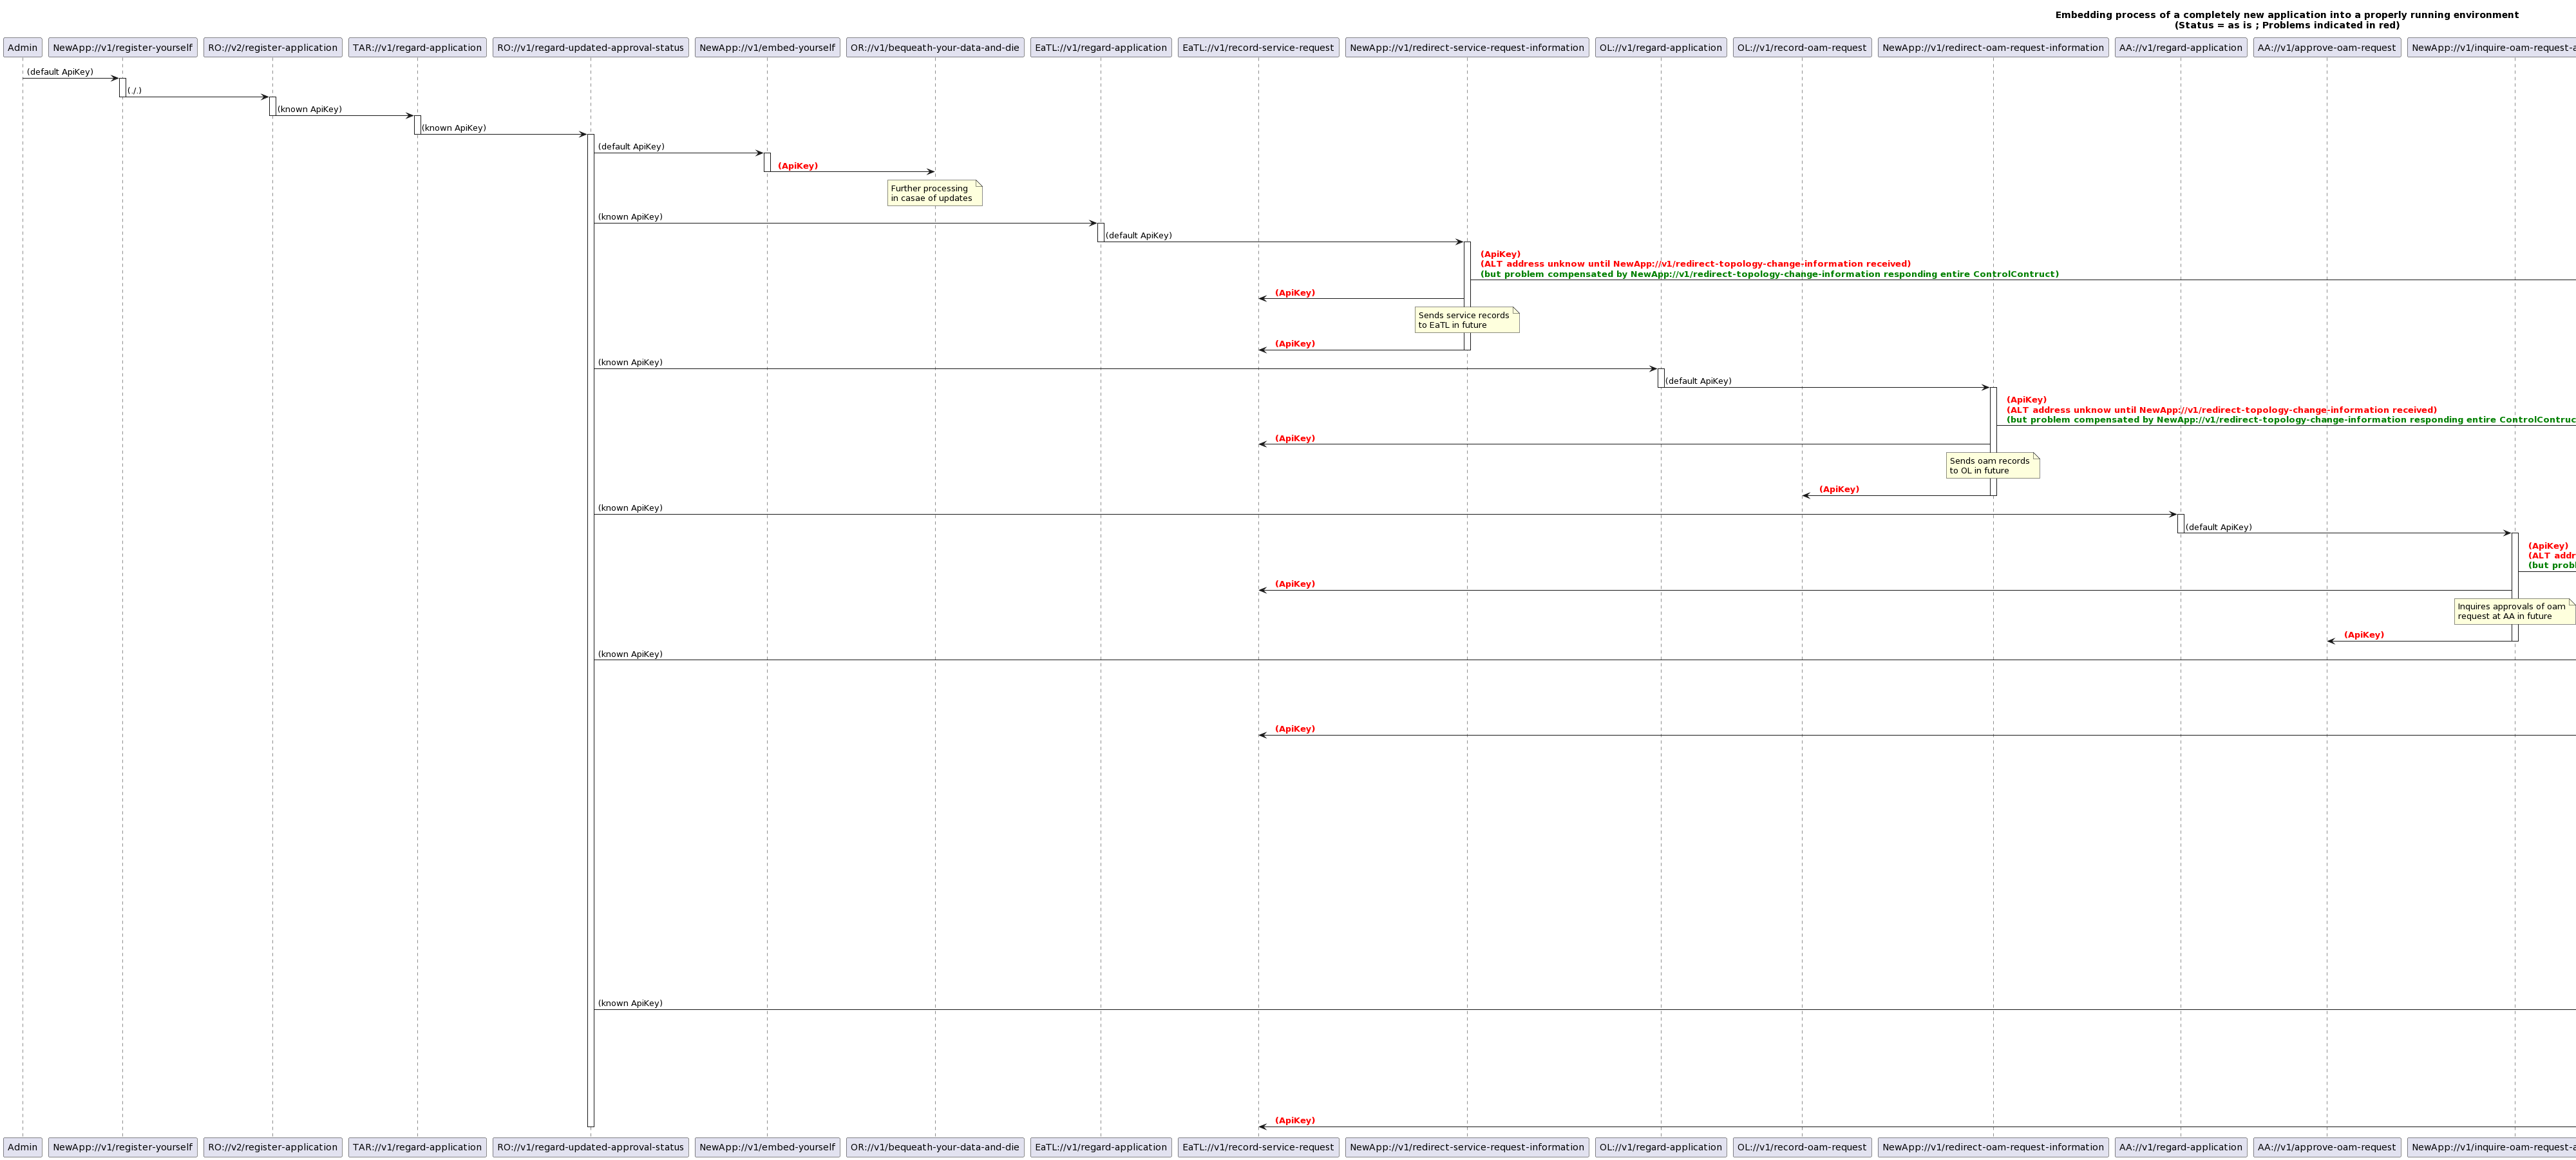 Embedding process of a completely new application into a properly running environment
(Status = as is ; Problems indicated in red)
Admin
NewApp://v1/register-yourself
RO://v2/register-application
TAR://v1/regard-application
RO://v1/regard-updated-approval-status
NewApp://v1/embed-yourself
OR://v1/bequeath-your-data-and-die
EaTL://v1/regard-application
EaTL://v1/record-service-request
NewApp://v1/redirect-service-request-information
OL://v1/regard-application
OL://v1/record-oam-request
NewApp://v1/redirect-oam-request-information
AA://v1/regard-application
AA://v1/approve-oam-request
NewApp://v1/inquire-oam-request-a
(default ApiKey)
(./.)
(known ApiKey)
(known ApiKey)
(default ApiKey)
(ApiKey)
Further processing
in casae of updates
(known ApiKey)
(default ApiKey)
(ApiKey)
(ALT address unknow until NewApp://v1/redirect-topology-change-information received)
(but problem compensated by NewApp://v1/redirect-topology-change-information responding entire ControlContruct)
(ApiKey)
Sends service records
to EaTL in future
(ApiKey)
(known ApiKey)
(default ApiKey)
(ApiKey)
(ALT address unknow until NewApp://v1/redirect-topology-change-information received)
(but problem compensated by NewApp://v1/redirect-topology-change-information responding entire ControlContruc
(ApiKey)
Sends oam records
to OL in future
(ApiKey)
(known ApiKey)
(default ApiKey)
(ApiKey)
(ALT addr
(but probl
(ApiKey)
Inquires approvals of oam
request at AA in future
(ApiKey)
(known ApiKey)
(ApiKey)
(known ApiKey)
(ApiKey)
Admin
NewApp://v1/register-yourself
RO://v2/register-application
TAR://v1/regard-application
RO://v1/regard-updated-approval-status
NewApp://v1/embed-yourself
OR://v1/bequeath-your-data-and-die
EaTL://v1/regard-application
EaTL://v1/record-service-request
NewApp://v1/redirect-service-request-information
OL://v1/regard-application
OL://v1/record-oam-request
NewApp://v1/redirect-oam-request-information
AA://v1/regard-application
AA://v1/approve-oam-request
NewApp://v1/inquire-oam-request-a